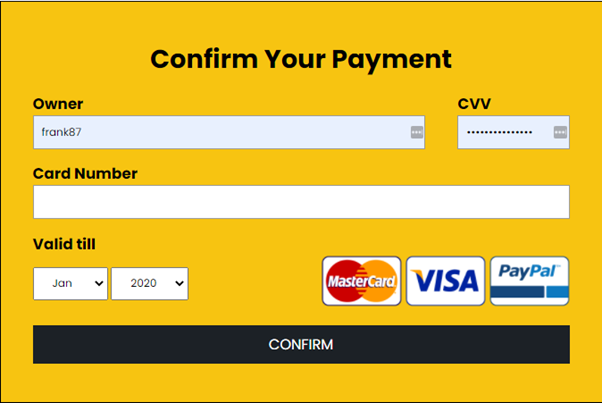 Confirm Your Payment
Owner CVV
frank87 •••••••••••••••
Card Number
Valid till
Jan 2020
MasterCard VISA PayPal
CONFIRM